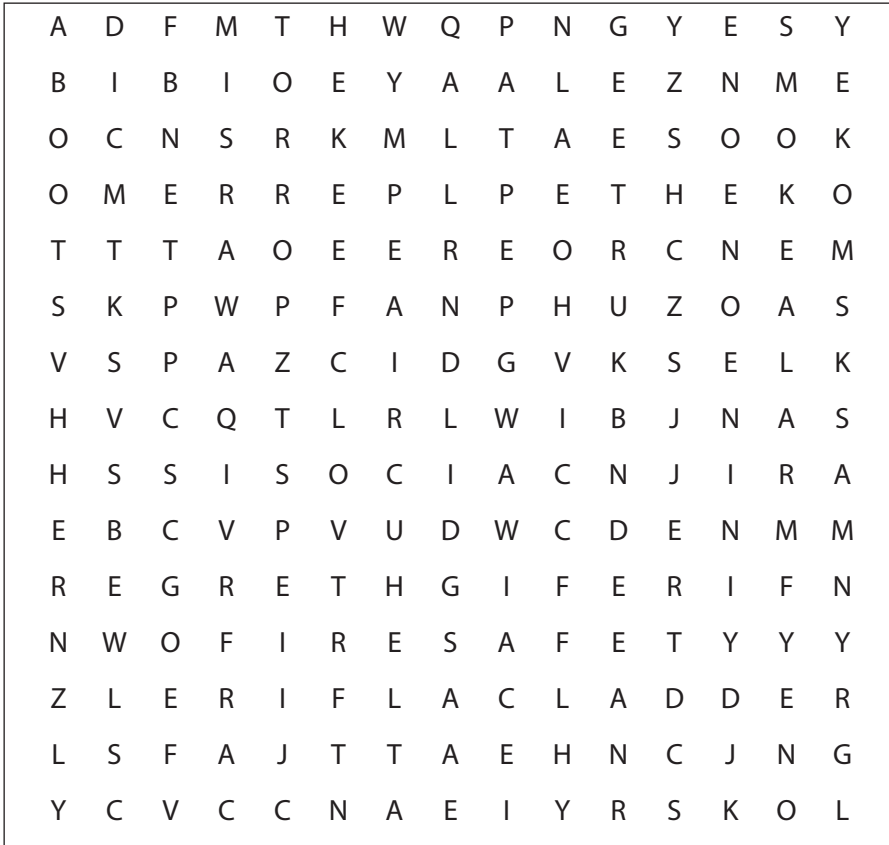 A D F M T H W Q P N G Y E S Y
B I B I O E Y A A L E Z N M E
O C N S R K M L T A E S O O K
O M E R R E P L P E T H E K O
T T T A O E E R E O R C N E M
S K P W P F A N P H U Z O A S
V S P A Z C I D G V K S E L K
H V C Q T L R L W I B J N A S
H S S I S O C I A C N J I R A
E B C V P V U D W C D E N M M
R E G R E T H G I F E R I F N
N W O F I R E S A F E T Y Y Y
Z L E R I F L A C L A D D E R
L S F A J T T A E H N C J N G
Y C V C C N A E I Y R S K O L